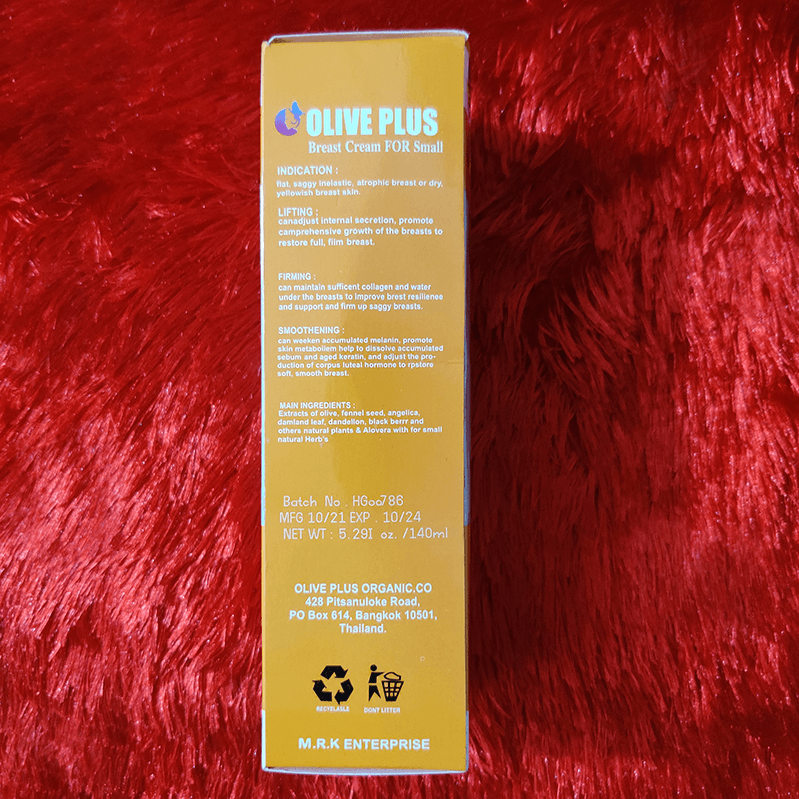 OLIVE PLUS
Breast Cream FOR Small
INDICATION :
flat, saggy inelastic, atrophic breast or dry,
yellowish breast skin.
LIFTING :
canadjust internal secretion, promote
camprehensive growth of the breasts to
restore full, film breast.
FIRMING :
can maintain sufficent collagen and water
under the breasts to improve brest resilienee
and support and firm up saggy breasts.
SMOOTHENING :
can weeken accumulated melanin, promote
skin metaboliem help to dissolve accumulated
sebum and aged keratin, and adjust the pro-
duction of corpus luteal hormone to rpstore
soft, smooth breast.
MAIN INGREDIENTS :
Extracts of olive, fennel seed, angelica,
damland leaf, dandelion, black berrr and
others natural plants & Alovera with for small
natural Herb's
Batch No . HGoc786
MFG 10/21 EXP . 10/24
NET WT : 5.29I oz. /140ml
OLIVE PLUS ORGANIC.CO
428 Pitsanuloke Road,
PO Box 614, Bangkok 10501,
Thailand.
RECYCLABLE DONT LITTER
M.R.K ENTERPRISE